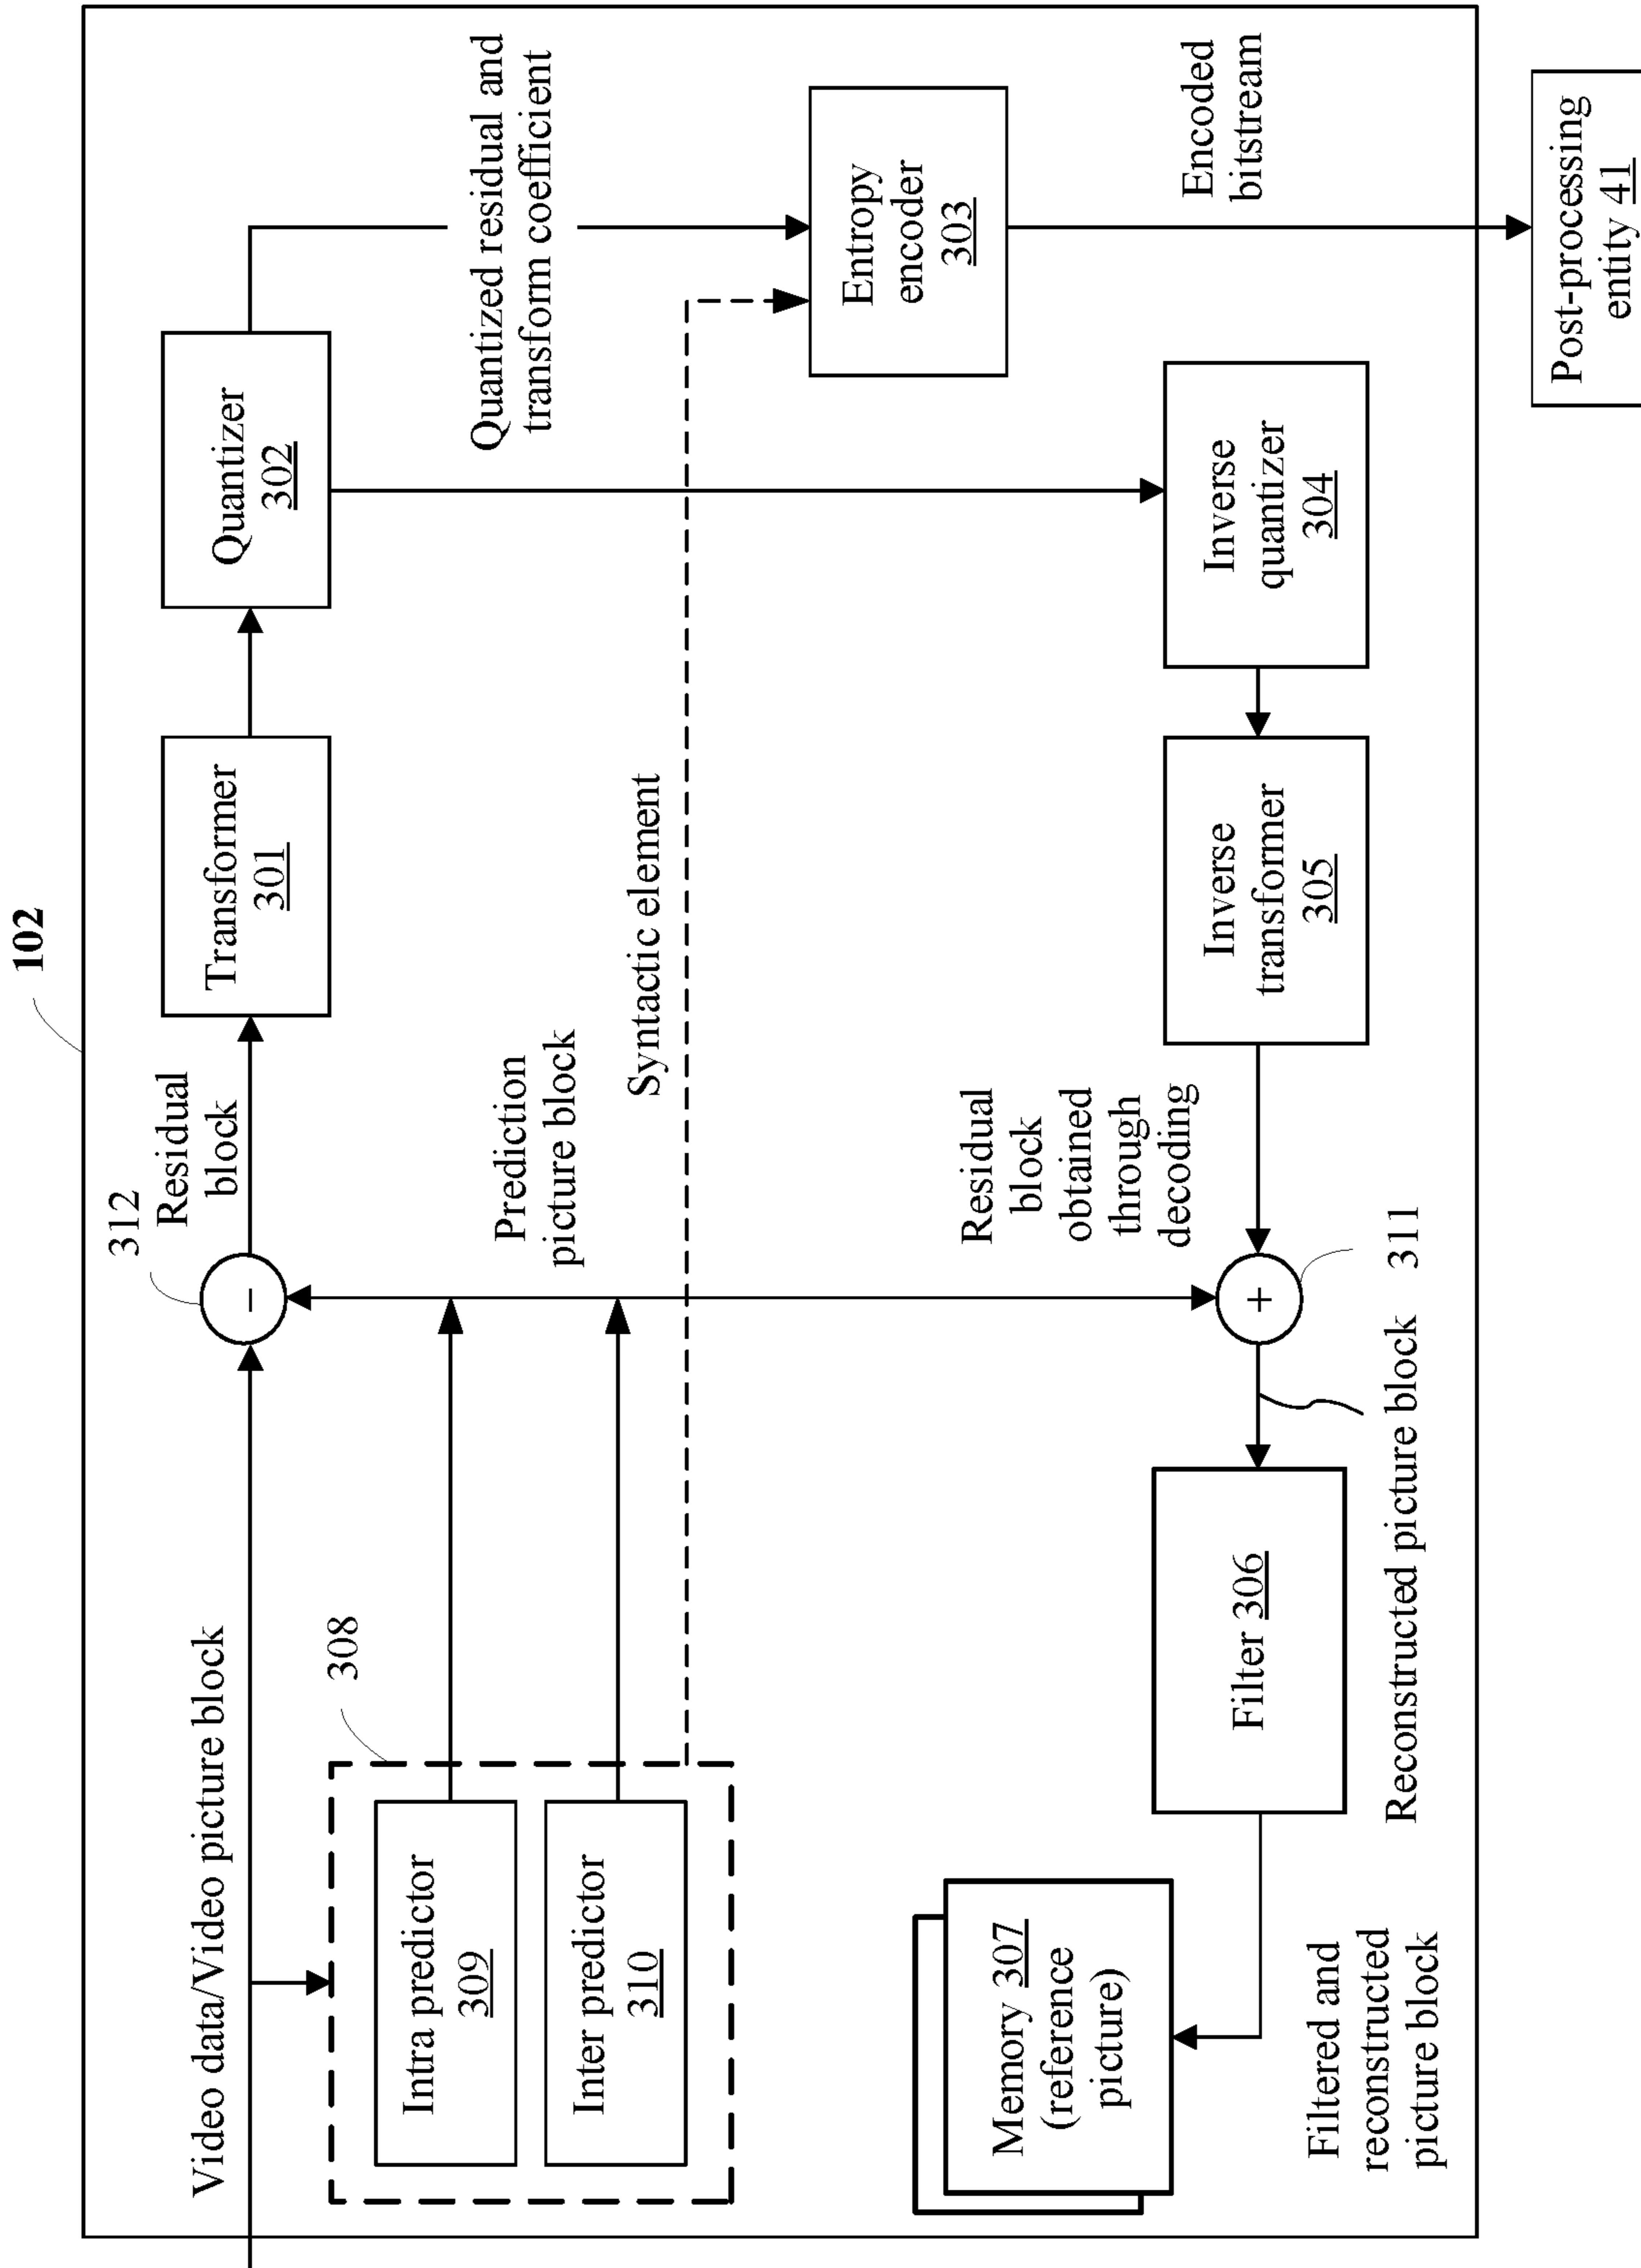 102
Video data/Video picture block
312
Residual
block
Transformer
301
Quantizer
302
308
Intra predictor
309
Inter predictor
310
Prediction
picture block
Quantized residual and
transform coefficient
Syntactic element
Entropy
encoder
303
Encoded
bitstream
Post-processing
entity 41
Memory 307
(reference
picture)
Filter 306
Residual
block
obtained
through
decoding
Inverse
transformer
305
Inverse
quantizer
304
−
+
311
Reconstructed picture block
Filtered and
reconstructed
picture block